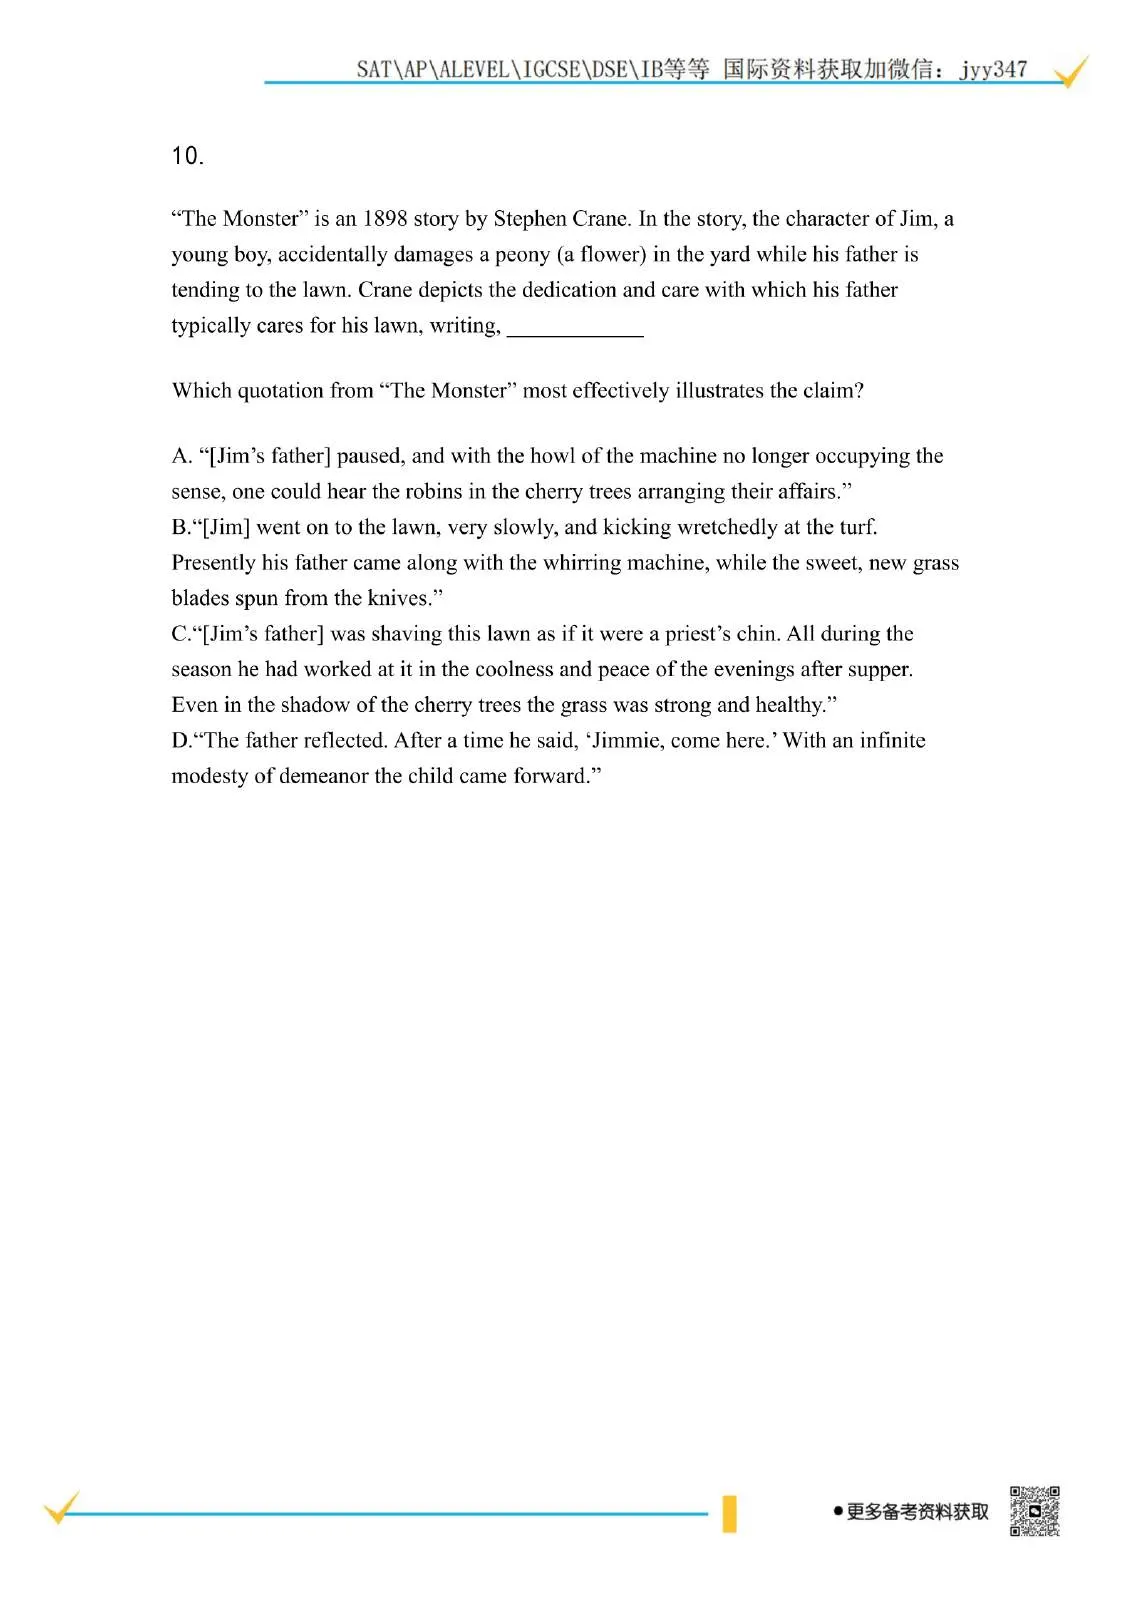 SAT\AP\ALEVEL\IGCSE\DSE\IB等等 国际资料获取加微信：jyy347
10.
“The Monster” is an 1898 story by Stephen Crane. In the story, the character of Jim, a
young boy, accidentally damages a peony (a flower) in the yard while his father is
tending to the lawn. Crane depicts the dedication and care with which his father
typically cares for his lawn, writing, ____________
Which quotation from “The Monster” most effectively illustrates the claim?
A. “[Jim’s father] paused, and with the howl of the machine no longer occupying the
sense, one could hear the robins in the cherry trees arranging their affairs.”
B.“[Jim] went on to the lawn, very slowly, and kicking wretchedly at the turf.
Presently his father came along with the whirring machine, while the sweet, new grass
blades spun from the knives.”
C.“[Jim’s father] was shaving this lawn as if it were a priest’s chin. All during the
season he had worked at it in the coolness and peace of the evenings after supper.
Even in the shadow of the cherry trees the grass was strong and healthy.”
D.“The father reflected. After a time he said, ‘Jimmie, come here.’ With an infinite
modesty of demeanor the child came forward.”
●更多备考资料获取